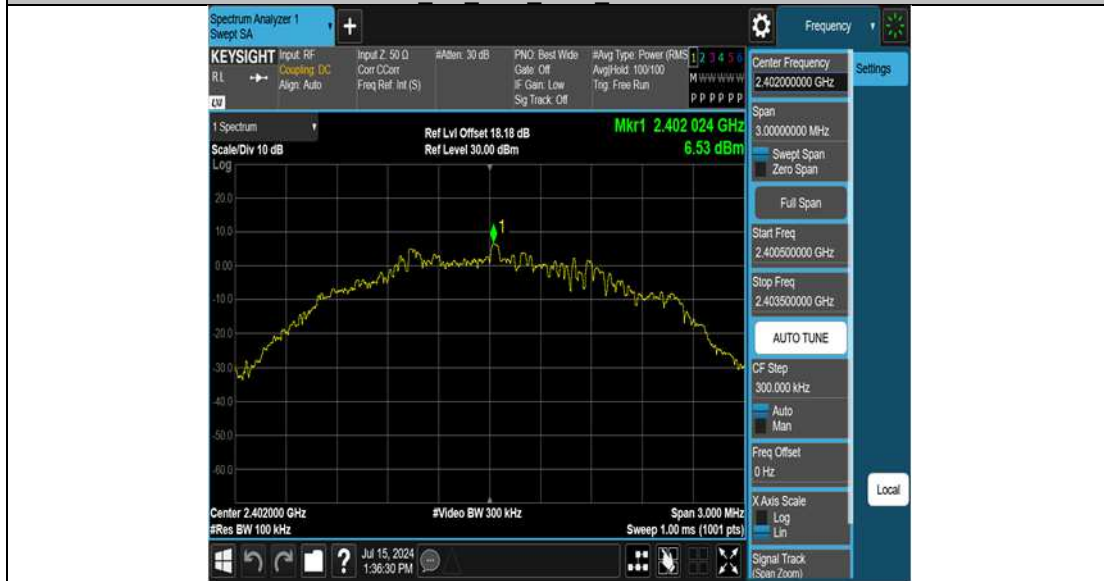 Spectrum Analyzer 1
Swept SA
+
Frequency
KEYSIGHT
RL
LXI
Input: RF
Coupling: DC
Align: Auto
Input Z: 50 Ω
Corr CCorr
Freq Ref: Int (S)
#Atten: 30 dB
PNO: Best Wide
Gate: Off
IF Gain: Low
Sig Track: Off
#Avg Type: Power (RMS
Avg|Hold: 100/100
Trig: Free Run
1 2 3 4 5 6
M W W W W W
P P P P P P
1 Spectrum
Scale/Div 10 dB
Ref Lvl Offset 18.18 dB
Ref Level 30.00 dBm
Mkr1 2.402 024 GHz
6.53 dBm
Log
20.0
10.0
0.00
-10.0
-20.0
-30.0
-40.0
-50.0
-60.0
1
Center 2.402000 GHz
#Res BW 100 kHz
#Video BW 300 kHz
Span 3.000 MHz
Sweep 1.00 ms (1001 pts)
?
Jul 15, 2024
1:36:30 PM
Center Frequency
2.402000000 GHz
Span
3.00000000 MHz
Swept Span
Zero Span
Full Span
Start Freq
2.400500000 GHz
Stop Freq
2.403500000 GHz
AUTO TUNE
CF Step
300.000 kHz
Auto
Man
Freq Offset
0 Hz
X Axis Scale
Log
Lin
Signal Track
(Span Zoom)
Settings
Local